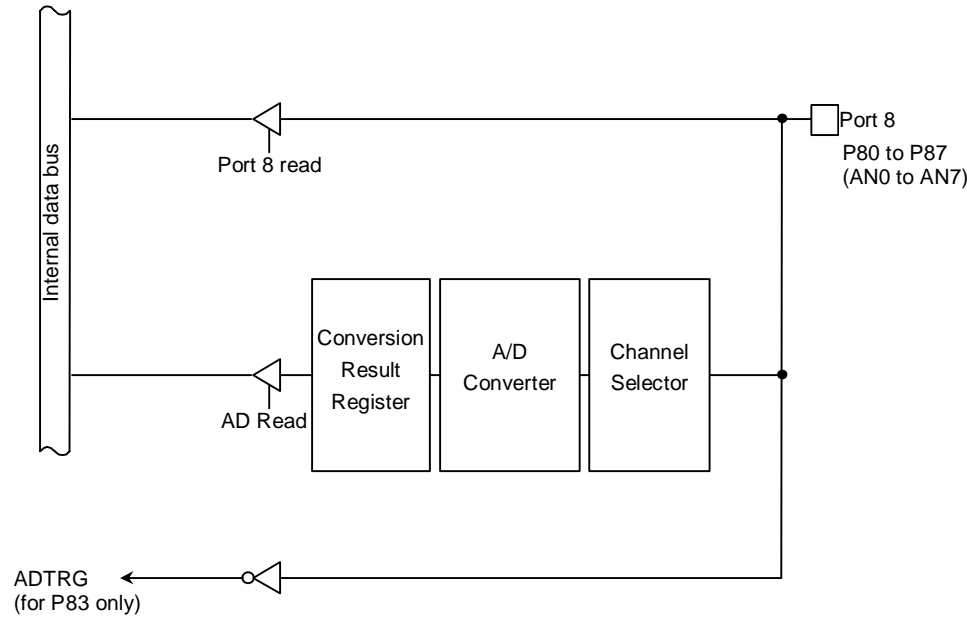 Internal data bus
Port 8 read
Port 8
P80 to P87
(AN0 to AN7)
Conversion
Result
Register
A/D
Converter
Channel
Selector
AD Read
ADTRG
(for P83 only)